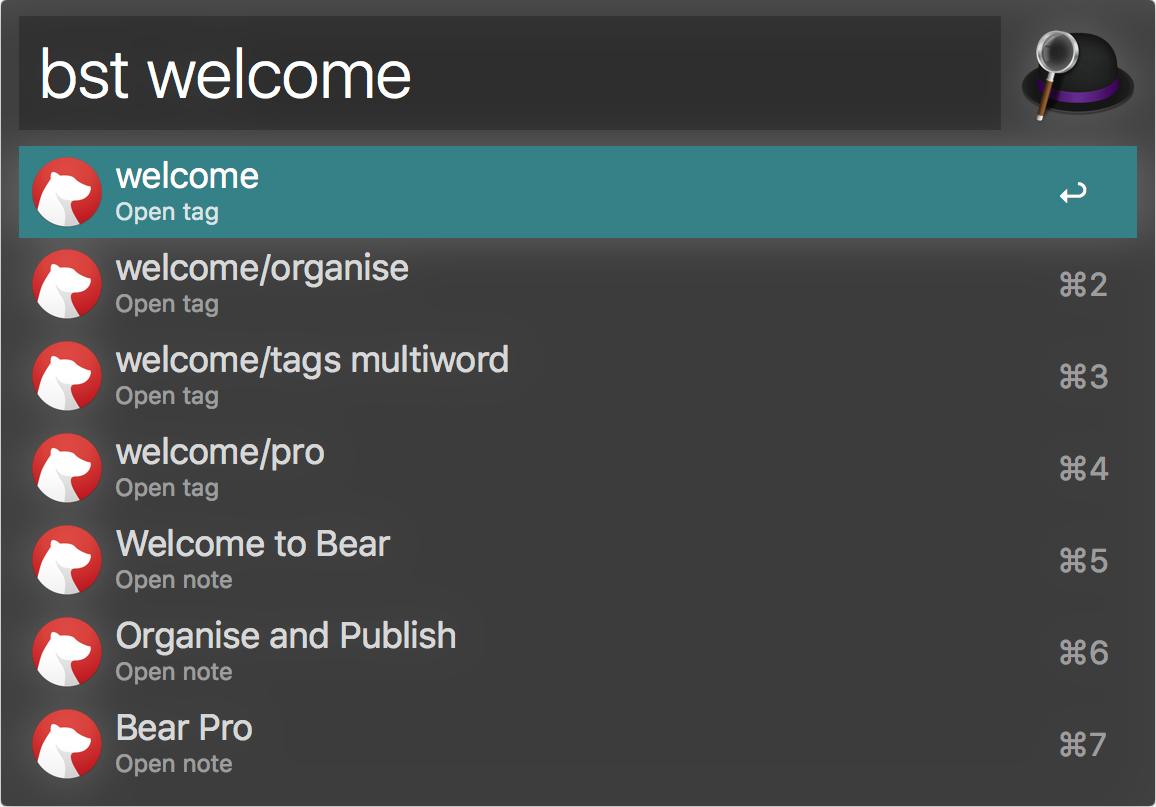 bst welcome
welcome
Open tag
↩
welcome/organise
Open tag
⌘2
welcome/tags multiword
Open tag
⌘3
welcome/pro
Open tag
⌘4
Welcome to Bear
Open note
⌘5
Organise and Publish
Open note
⌘6
Bear Pro
Open note
⌘7